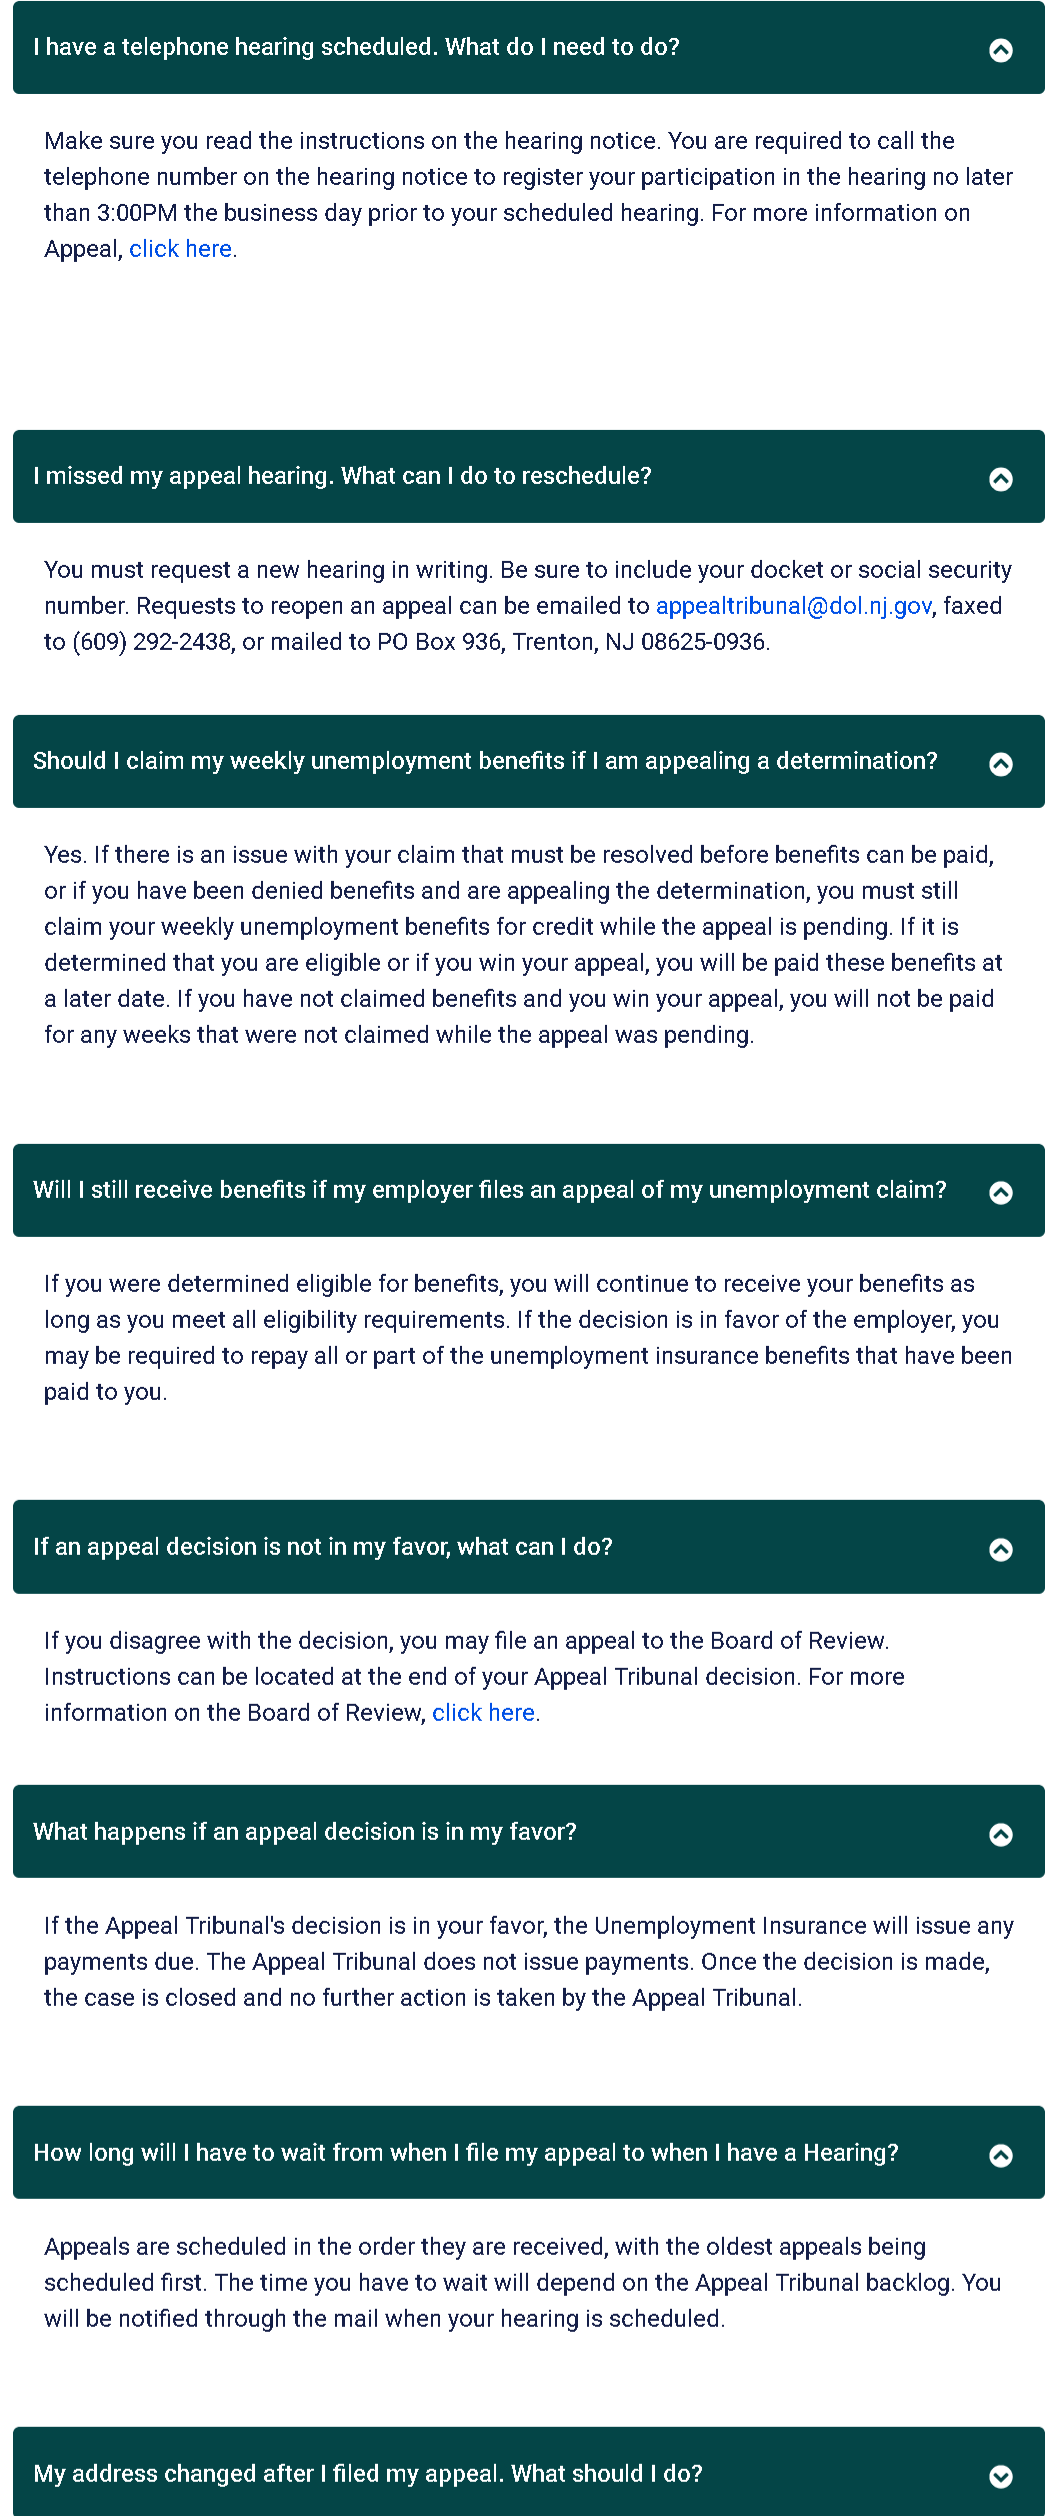 I have a telephone hearing scheduled. What do I need to do?
Make sure you read the instructions on the hearing notice. You are required to call the
telephone number on the hearing notice to register your participation in the hearing no later
than 3:00PM the business day prior to your scheduled hearing. For more information on
Appeal, click here.
I missed my appeal hearing. What can I do to reschedule?
You must request a new hearing in writing. Be sure to include your docket or social security
number. Requests to reopen an appeal can be emailed to appealtribunal@dol.nj.gov, faxed
to (609) 292-2438, or mailed to PO Box 936, Trenton, NJ 08625-0936.
Should I claim my weekly unemployment benefits if I am appealing a determination?
Yes. If there is an issue with your claim that must be resolved before benefits can be paid,
or if you have been denied benefits and are appealing the determination, you must still
claim your weekly unemployment benefits for credit while the appeal is pending. If it is
determined that you are eligible or if you win your appeal, you will be paid these benefits at
a later date. If you have not claimed benefits and you win your appeal, you will not be paid
for any weeks that were not claimed while the appeal was pending.
Will I still receive benefits if my employer files an appeal of my unemployment claim?
If you were determined eligible for benefits, you will continue to receive your benefits as
long as you meet all eligibility requirements. If the decision is in favor of the employer, you
may be required to repay all or part of the unemployment insurance benefits that have been
paid to you.
If an appeal decision is not in my favor, what can I do?
If you disagree with the decision, you may file an appeal to the Board of Review.
Instructions can be located at the end of your Appeal Tribunal decision. For more
information on the Board of Review, click here.
What happens if an appeal decision is in my favor?
If the Appeal Tribunal's decision is in your favor, the Unemployment Insurance will issue any
payments due. The Appeal Tribunal does not issue payments. Once the decision is made,
the case is closed and no further action is taken by the Appeal Tribunal.
How long will I have to wait from when I file my appeal to when I have a Hearing?
Appeals are scheduled in the order they are received, with the oldest appeals being
scheduled first. The time you have to wait will depend on the Appeal Tribunal backlog. You
will be notified through the mail when your hearing is scheduled.
My address changed after I filed my appeal. What should I do?